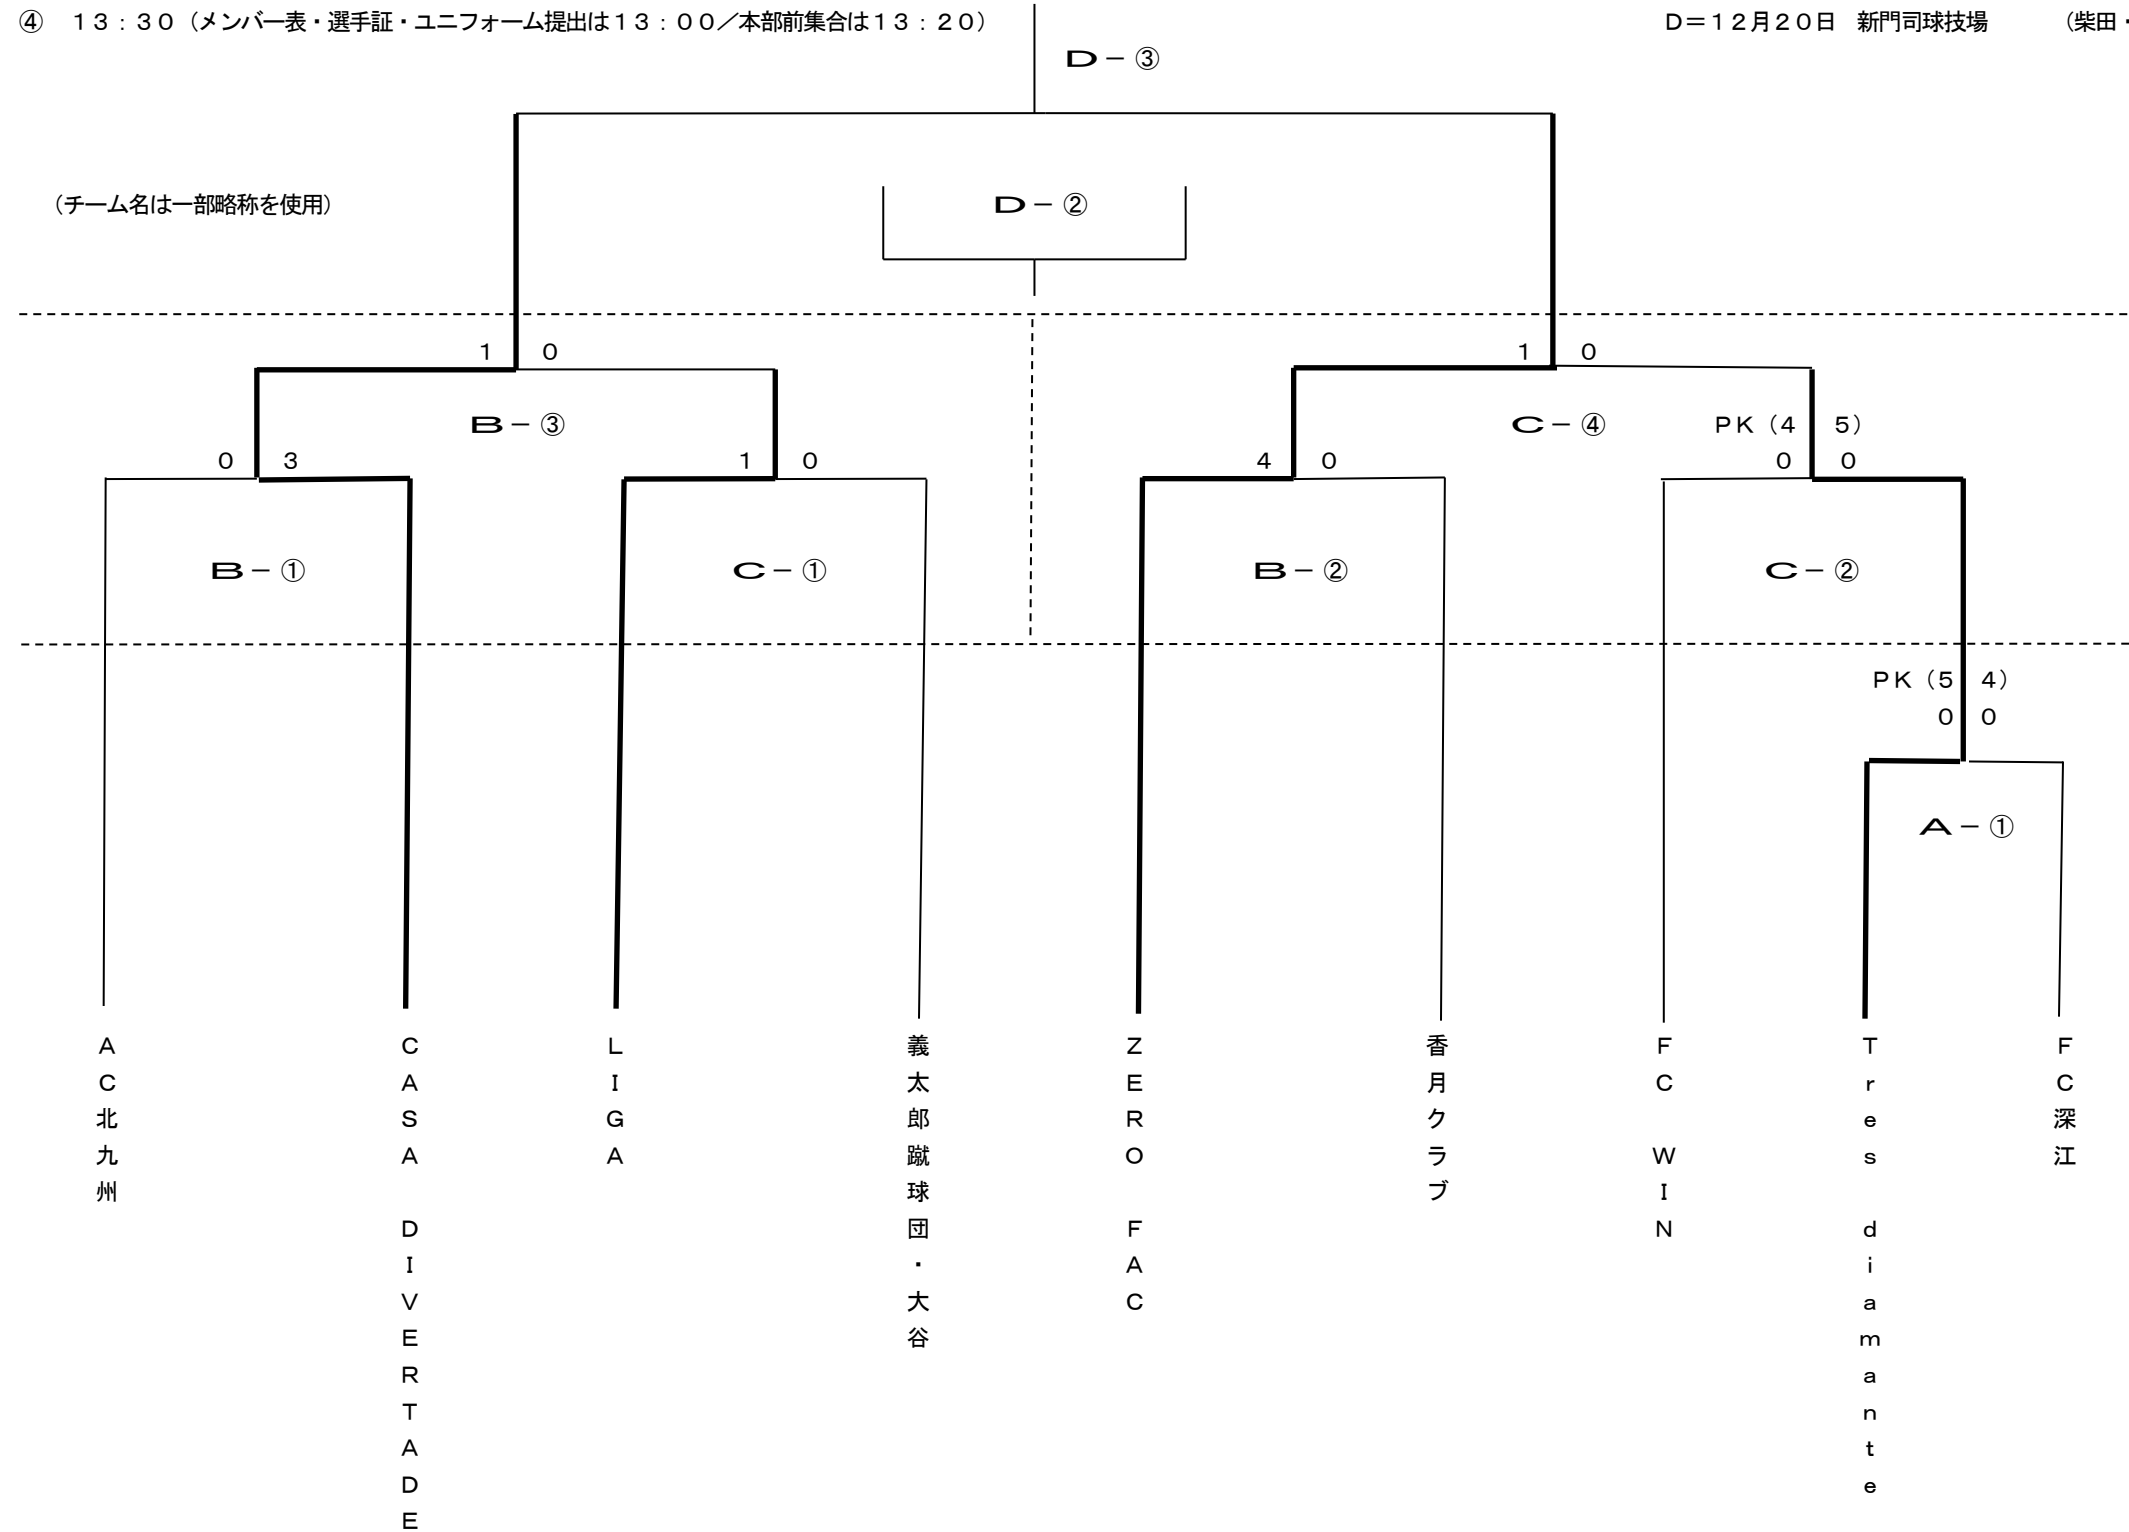 ④　１３：３０（メンバー表・選手証・ユニフォーム提出は１３：００／本部前集合は１３：２０）
Ｄ＝１２月２０日　新門司球技場　（柴田・
Ｄ－③
（チーム名は一部略称を使用）
Ｄ－②
１　０
１　０
Ｂ－③
Ｃ－④
ＰＫ（４　５）
０　３
１　０
４　０
０　０
Ｂ－①
Ｃ－①
Ｂ－②
Ｃ－②
ＰＫ（５　４）
０　０
Ａ－①
ＡＣ北九州
ＣＡＳＡ　ＤＩＶＥＲＴＡＤＥ
ＬＩＧＡ
義太郎蹴球団・大谷
ＺＥＲＯ　ＦＡＣ
香月クラブ
ＦＣ　ＷＩＮ
Ｔｒｅｓ　ｄｉａｍａｎｔｅ
ＦＣ深江